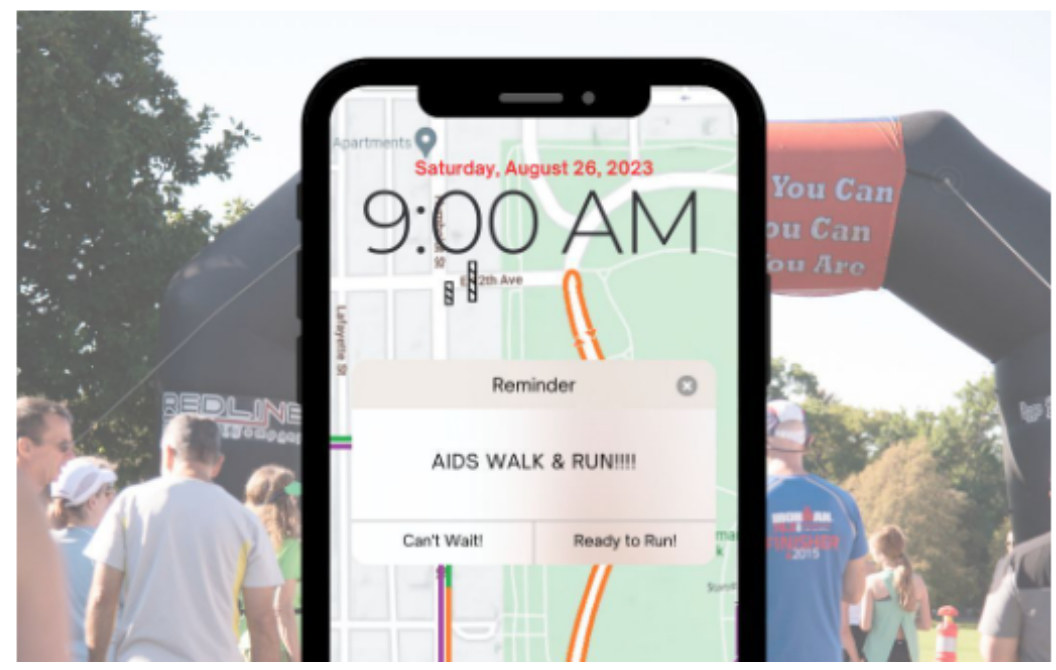 Apartments
Saturday, August 26, 2023
9:00 AM
You Can
ou Can
ou Are
2th Ave
Lafayette St
Reminder
REDLINE
AIDS WALK & RUN!!!!
Can't Wait!
Ready to Run!
2015